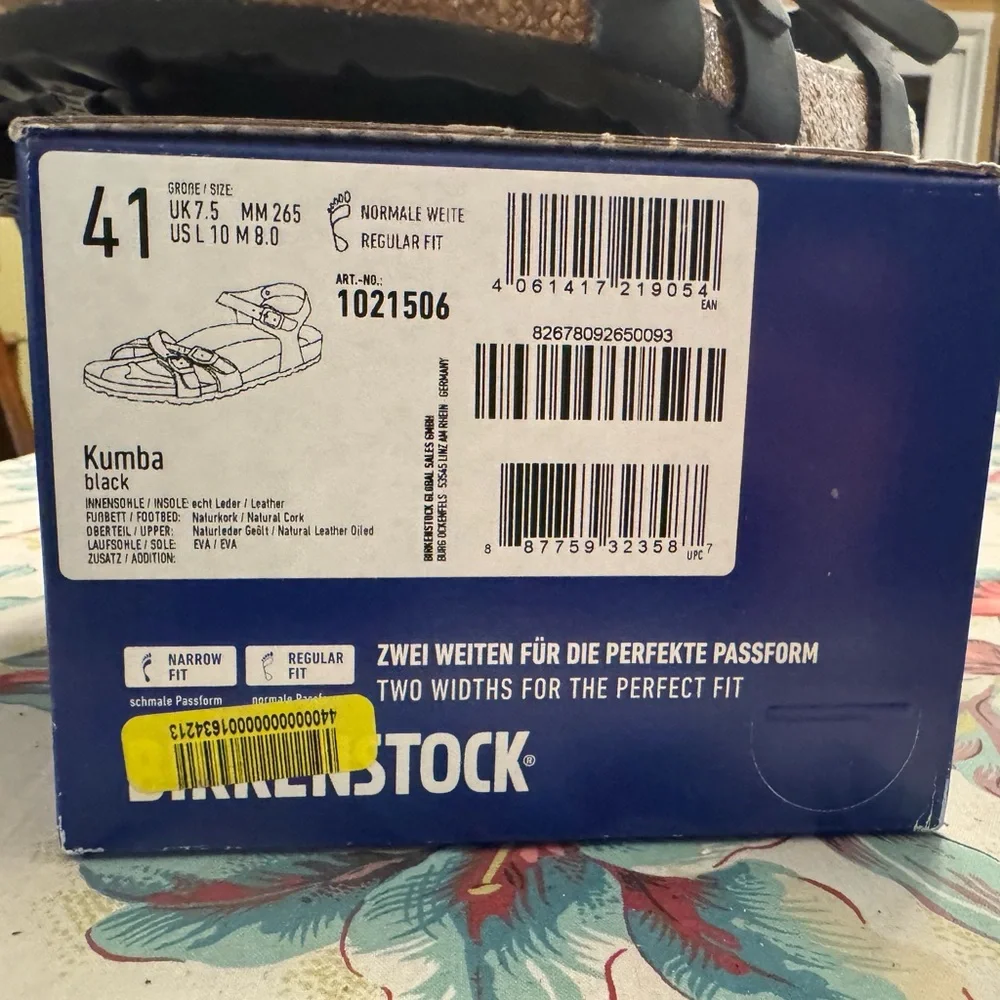 41
GRÖßE / SIZE:
UK 7.5 MM 265
US L 10 M 8.0
NORMALE WEITE
REGULAR FIT
ART.-NO.:
1021506
4 061417 219054
EAN
82678092650093
8 87759 32358 7
UPC
BIRKENSTOCK GLOBAL SALES GMBH
BURG OCKENFELS 53545 LINZ AM RHEIN · GERMANY
Kumba
black
INNENSOHLE / INSOLE: echt Leder / Leather
FUßBETT / FOOTBED: Naturkork / Natural Cork
OBERTEIL / UPPER: Naturleder Geölt / Natural Leather Oiled
LAUFSOHLE / SOLE: EVA / EVA
ZUSATZ / ADDITION:
NARROW
FIT
schmale Passform
REGULAR
FIT
normale Passform
ZWEI WEITEN FÜR DIE PERFEKTE PASSFORM
TWO WIDTHS FOR THE PERFECT FIT
4400000000001634213
BIRKENSTOCK®